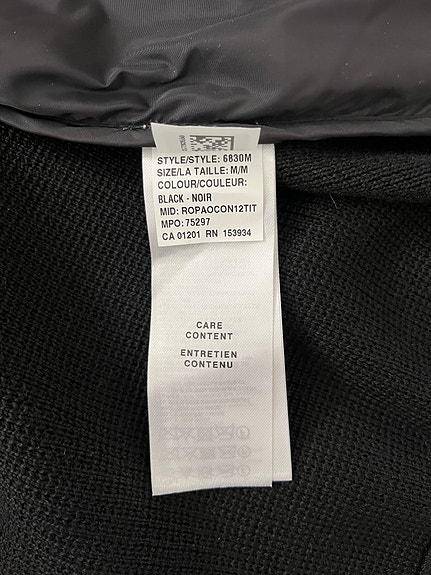 STYLE/STYLE: 6830M
SIZE/LA TAILLE: M/M
COLOUR/COULEUR:
BLACK - NOIR
MID: ROPAOCON12TIT
MPO: 75297
CA 01201 RN 153934
CARE
CONTENT
ENTRETIEN
CONTENU